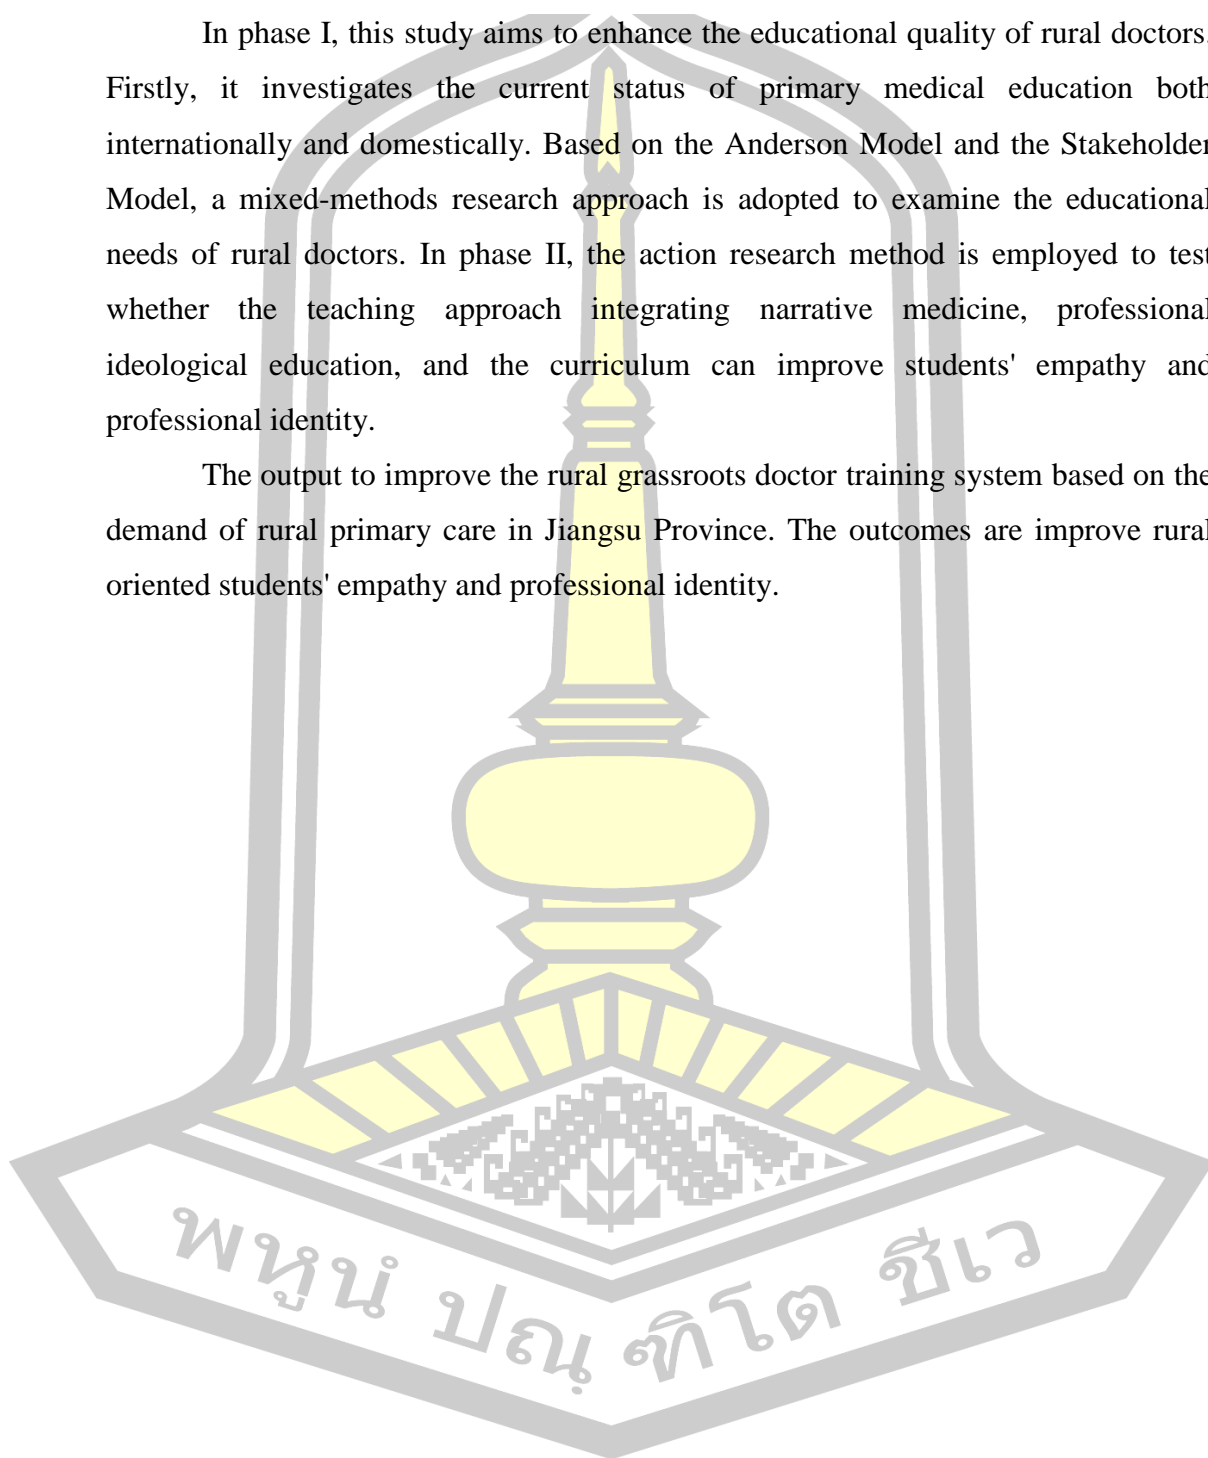 In phase I, this study aims to enhance the educational quality of rural doctors.
Firstly, it investigates the current status of primary medical education both
internationally and domestically. Based on the Anderson Model and the Stakeholder
Model, a mixed-methods research approach is adopted to examine the educational
needs of rural doctors. In phase II, the action research method is employed to test
whether the teaching approach integrating narrative medicine, professional
ideological education, and the curriculum can improve students' empathy and
professional identity.
The output to improve the rural grassroots doctor training system based on the
demand of rural primary care in Jiangsu Province. The outcomes are improve rural
oriented students' empathy and professional identity.
พหูนํ ปณฺฑิโต ชีเว